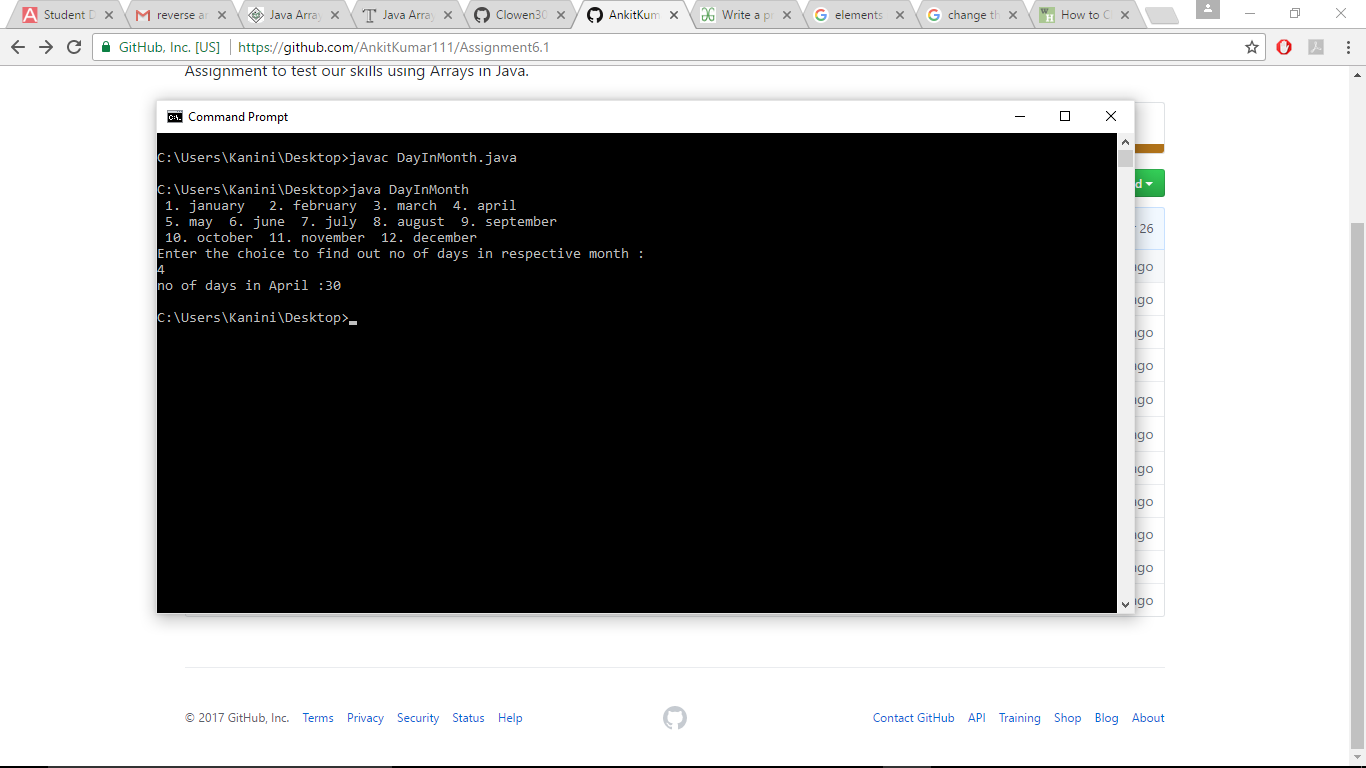 Student D
reverse ar
Java Array
Java Array
Clowen30
AnkitKum
Write a pr
elements
change th
How to C
GitHub, Inc. [US] https://github.com/AnkitKumar111/Assignment6.1
Assignment to test our skills using Arrays in Java.
Command Prompt
C:\Users\Kanini\Desktop>javac DayInMonth.java
C:\Users\Kanini\Desktop>java DayInMonth
1. january 2. february 3. march 4. april
5. may 6. june 7. july 8. august 9. september
10. october 11. november 12. december
Enter the choice to find out no of days in respective month :
4
no of days in April :30
C:\Users\Kanini\Desktop>
d
26
ago
ago
ago
ago
ago
ago
ago
ago
ago
ago
ago
© 2017 GitHub, Inc. Terms Privacy Security Status Help
Contact GitHub API Training Shop Blog About